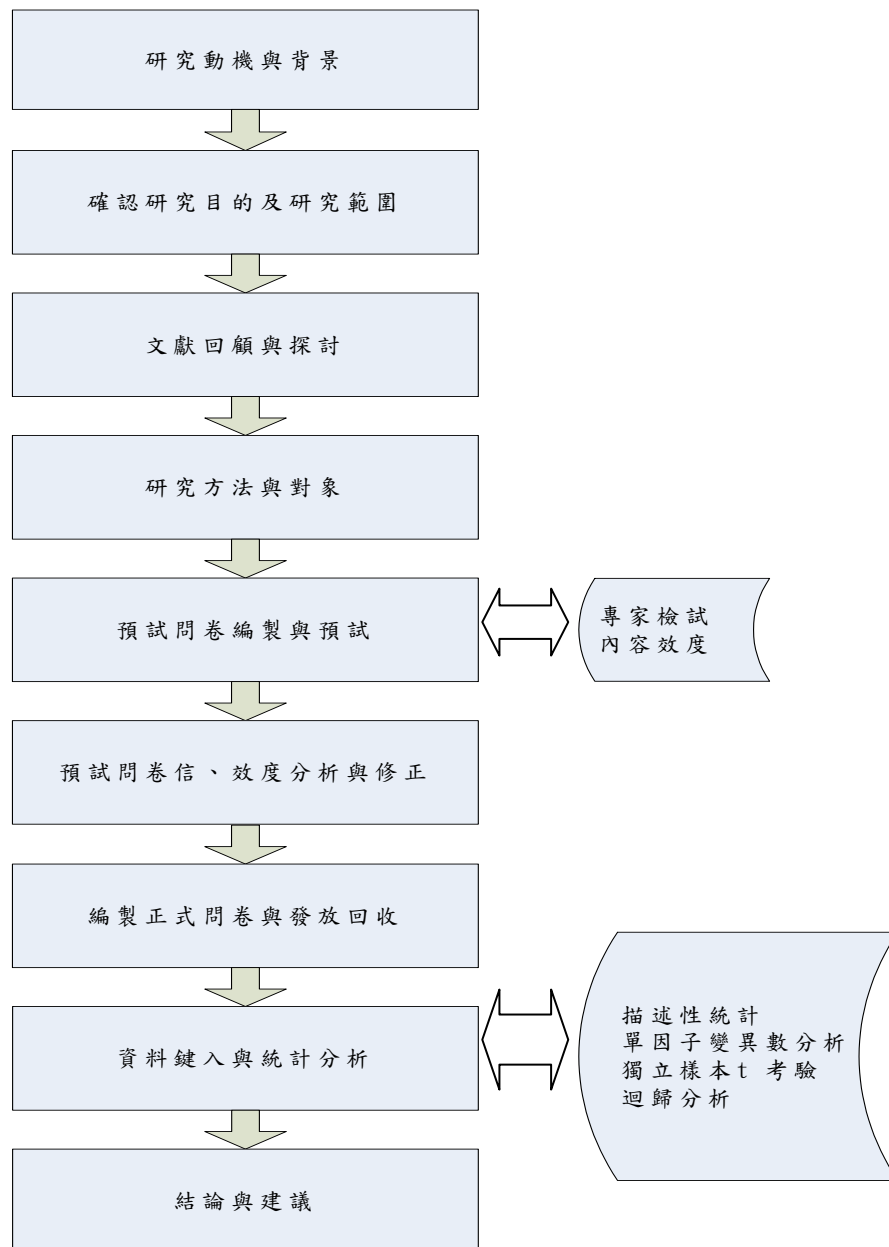 研究動機與背景
確認研究目的及研究範圍
文獻回顧與探討
研究方法與對象
預試問卷編製與預試
專家檢試
內容效度
預試問卷信、效度分析與修正
編製正式問卷與發放回收
資料鍵入與統計分析
描述性統計
單因子變異數分析
獨立樣本t 考驗
迴歸分析
結論與建議